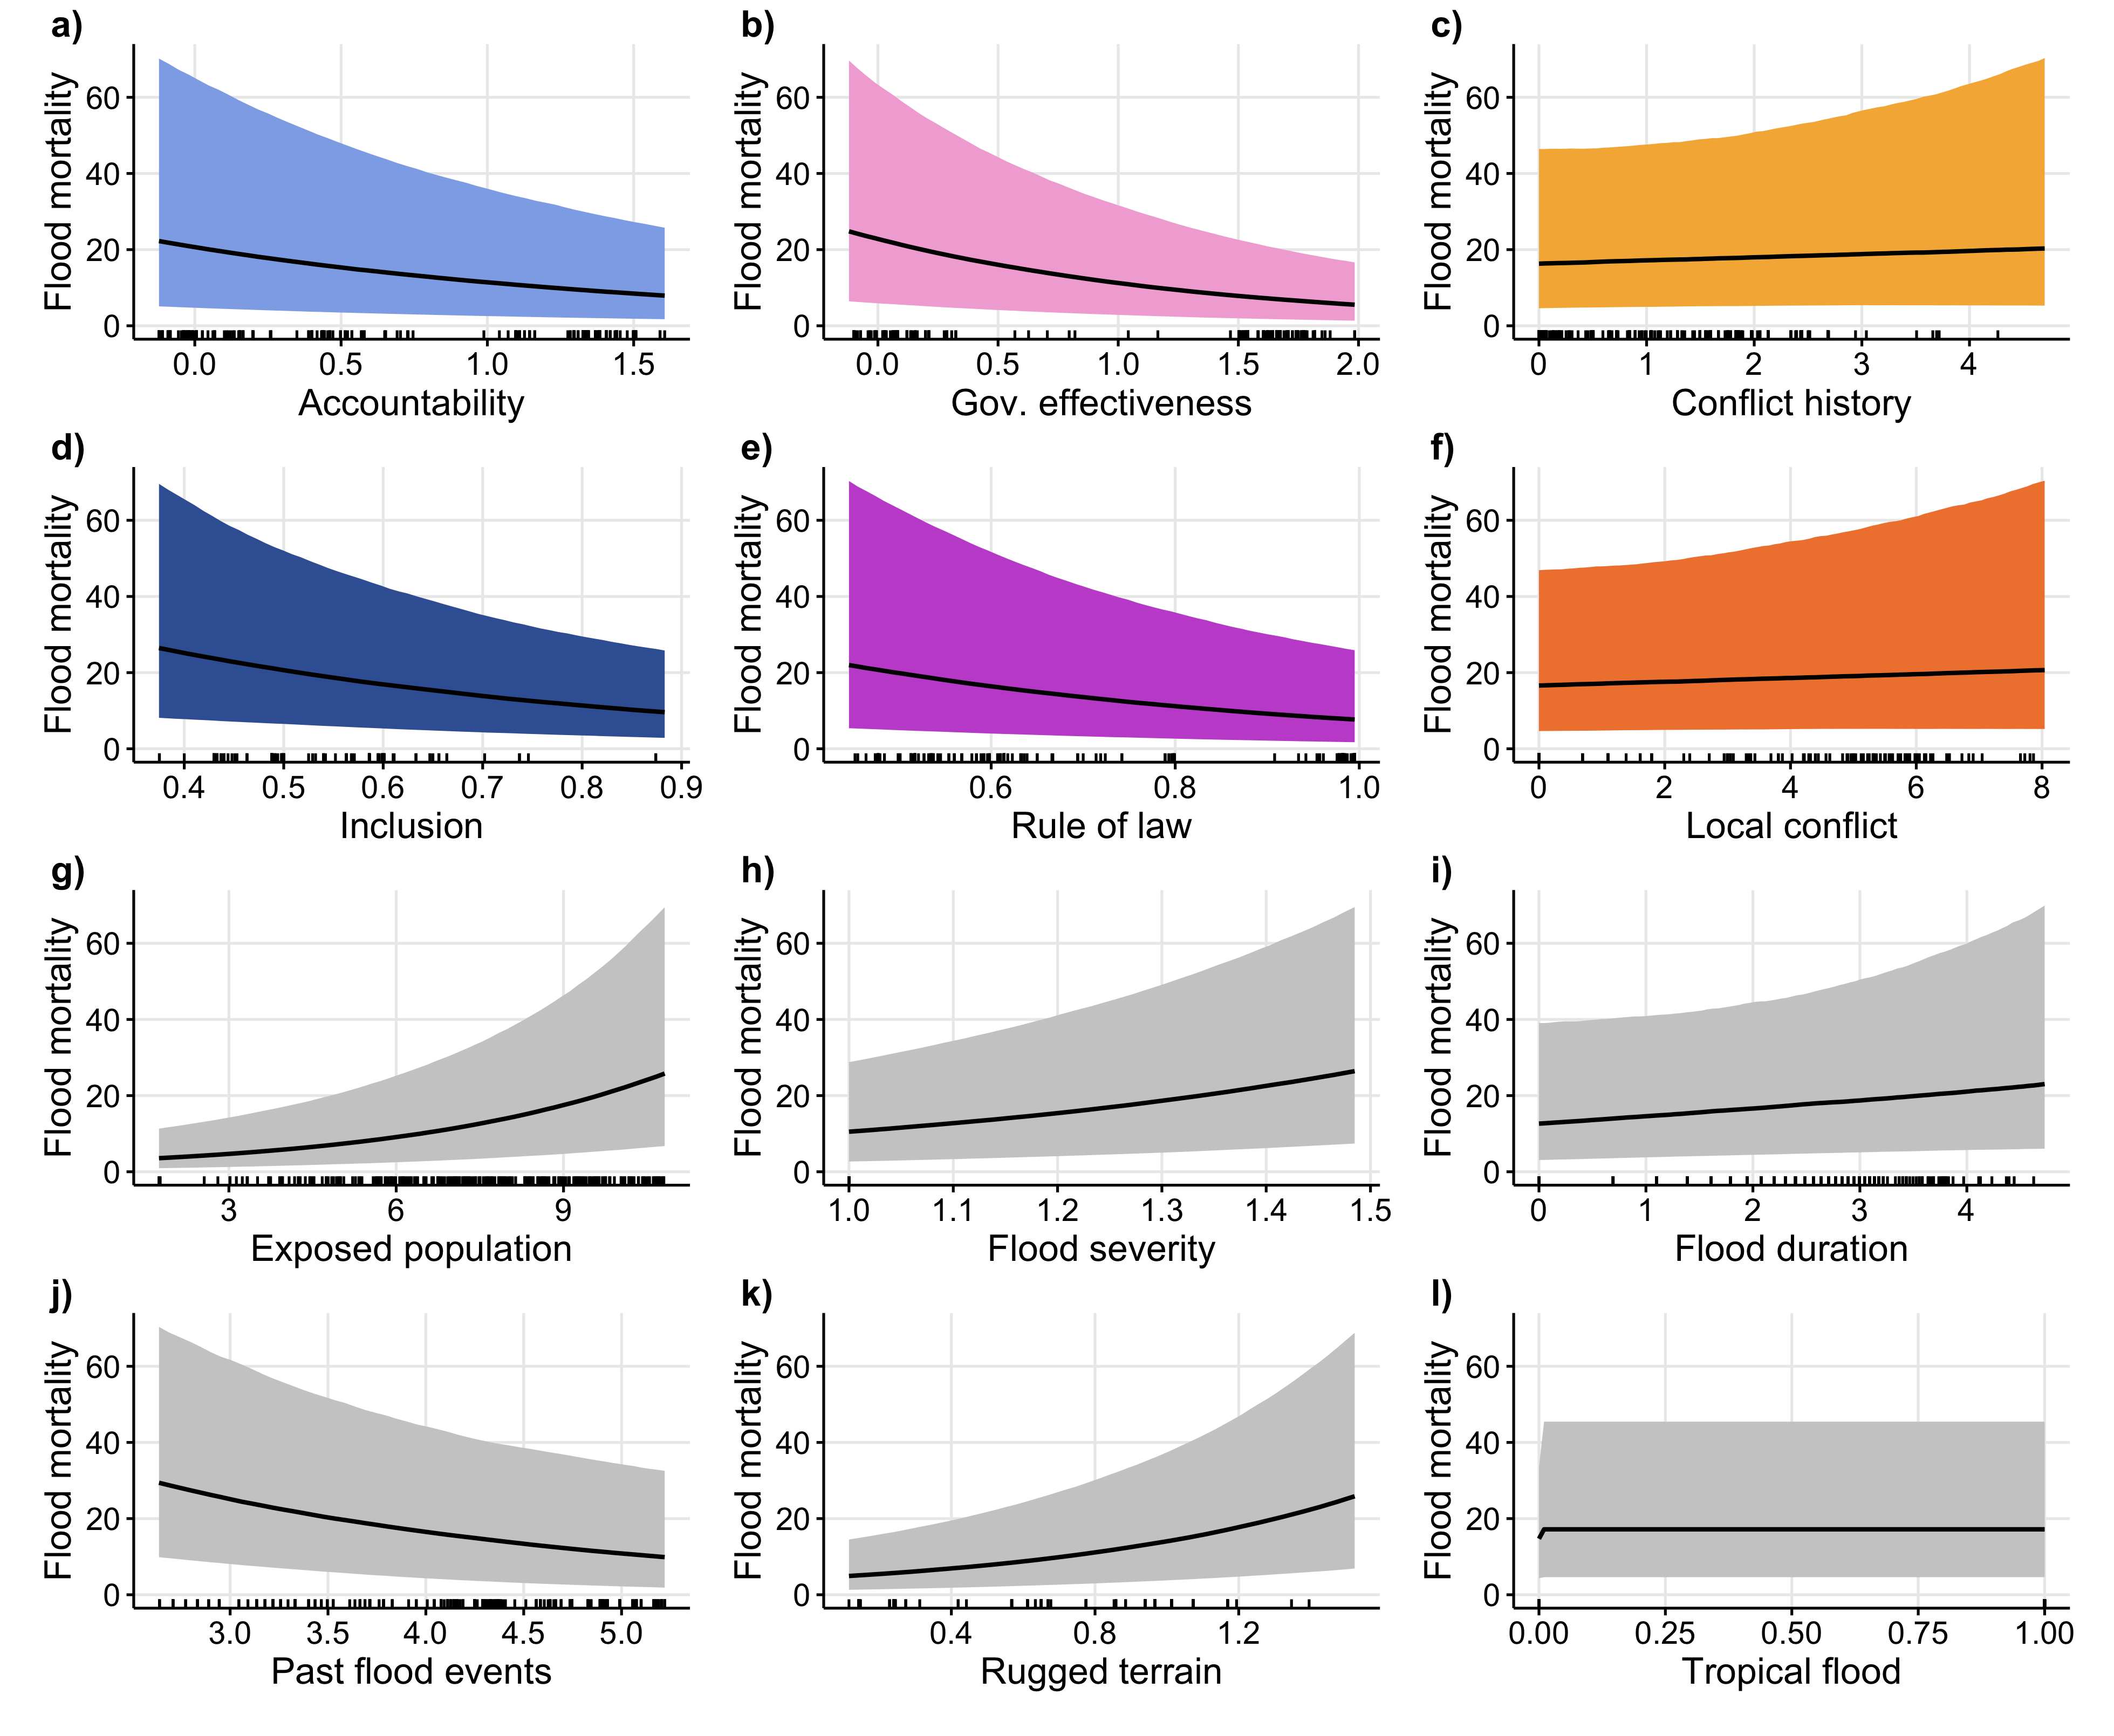 a)
Flood mortality
60
40
20
0
0.0 0.5 1.0 1.5
Accountability
b)
Flood mortality
60
40
20
0
0.0 0.5 1.0 1.5 2.0
Gov. effectiveness
c)
Flood mortality
60
40
20
0
0 1 2 3 4
Conflict history
d)
Flood mortality
60
40
20
0
0.4 0.5 0.6 0.7 0.8 0.9
Inclusion
e)
Flood mortality
60
40
20
0
0.6 0.8 1.0
Rule of law
f)
Flood mortality
60
40
20
0
0 2 4 6 8
Local conflict
g)
Flood mortality
60
40
20
0
3 6 9
Exposed population
h)
Flood mortality
60
40
20
0
1.0 1.1 1.2 1.3 1.4 1.5
Flood severity
i)
Flood mortality
60
40
20
0
0 1 2 3 4
Flood duration
j)
Flood mortality
60
40
20
0
3.0 3.5 4.0 4.5 5.0
Past flood events
k)
Flood mortality
60
40
20
0
0.4 0.8 1.2
Rugged terrain
l)
Flood mortality
60
40
20
0
0.00 0.25 0.50 0.75 1.00
Tropical flood